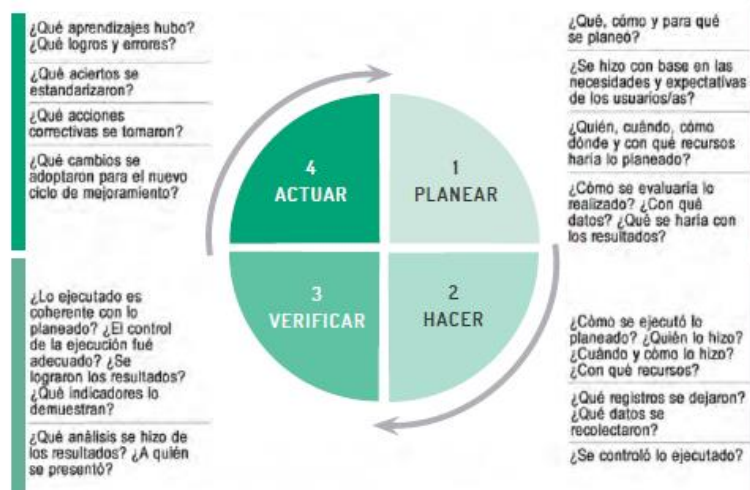 ¿Qué aprendizajes hubo?
¿Qué logros y errores?
¿Qué aciertos se
estandarizaron?
¿Qué acciones
correctivas se tomaron?
¿Qué cambios se
adoptaron para el nuevo
ciclo de mejoramiento?
4
ACTUAR
1
PLANEAR
¿Qué, cómo y para qué
se planeó?
¿Se hizo con base en las
necesidades y expectativas
de los usuarios/as?
¿Quién, cuándo, cómo
dónde y con qué recursos
haría lo planeado?
¿Cómo se evaluaría lo
realizado? ¿Con qué
datos? ¿Qué se haría con
los resultados?
3
VERIFICAR
2
HACER
¿Lo ejecutado es
coherente con lo
planeado? ¿El control
de la ejecución fué
adecuado? ¿Se
lograron los resultados?
¿Qué indicadores lo
demuestran?
¿Qué análisis se hizo de
los resultados? ¿A quién
se presentó?
¿Cómo se ejecutó lo
planeado? ¿Quién lo hizo?
¿Cuándo y cómo lo hizo?
¿Con qué recursos?
¿Qué registros se dejaron?
¿Qué datos se
recolectaron?
¿Se controló lo ejecutado?